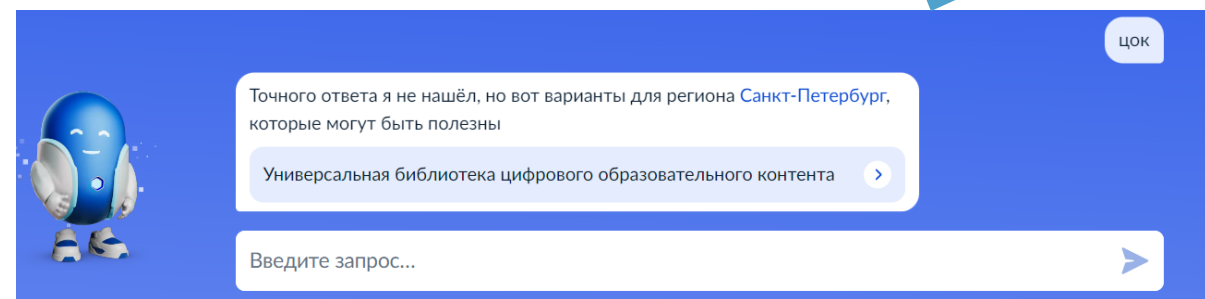 цок
Точного ответа я не нашёл, но вот варианты для региона Санкт-Петербург,
которые могут быть полезны
Универсальная библиотека цифрового образовательного контента
Введите запрос...